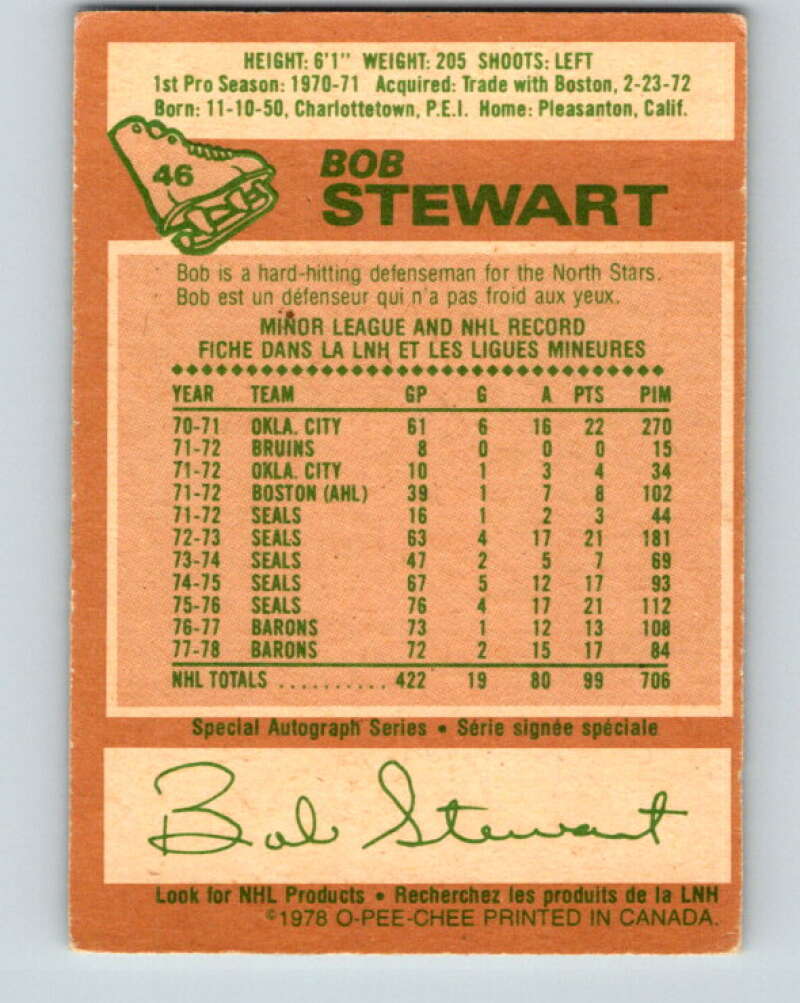 HEIGHT: 6'1" WEIGHT: 205 SHOOTS: LEFT
1st Pro Season: 1970-71 Acquired: Trade with Boston, 2-23-72
Born: 11-10-50, Charlottetown, P.E.I. Home: Pleasanton, Calif.
46
BOB
STEWART
Bob is a hard-hitting defenseman for the North Stars.
Bob est un défenseur qui n'a pas froid aux yeux.
MINOR LEAGUE AND NHL RECORD
FICHE DANS LA LNH ET LES LIGUES MINEURES
YEAR TEAM GP G A PTS PIM
70-71 OKLA. CITY 61 6 16 22 270
71-72 BRUINS 8 0 0 0 15
71-72 OKLA. CITY 10 1 3 4 34
71-72 BOSTON (AHL) 39 1 7 8 102
71-72 SEALS 16 1 2 3 44
72-73 SEALS 63 4 17 21 181
73-74 SEALS 47 2 5 7 69
74-75 SEALS 67 5 12 17 93
75-76 SEALS 76 4 17 21 112
76-77 BARONS 73 1 12 13 108
77-78 BARONS 72 2 15 17 84
NHL TOTALS .......... 422 19 80 99 706
Special Autograph Series • Série signée spéciale
Bob Stewart
Look for NHL Products • Recherchez les produits de la LNH
©1978 O-PEE-CHEE PRINTED IN CANADA.